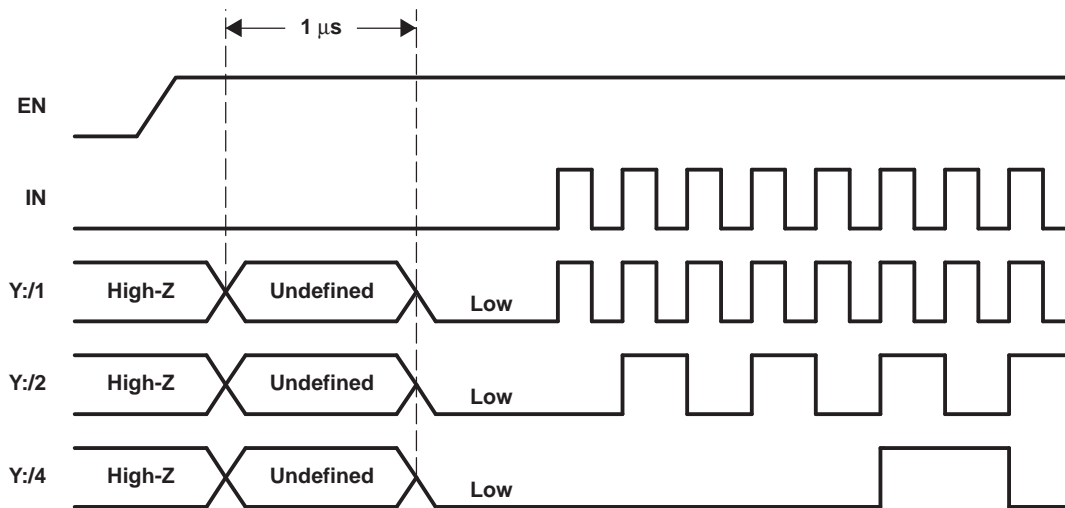 1 μs
EN
IN
Y:/1 High-Z Undefined Low
Y:/2 High-Z Undefined Low
Y:/4 High-Z Undefined Low